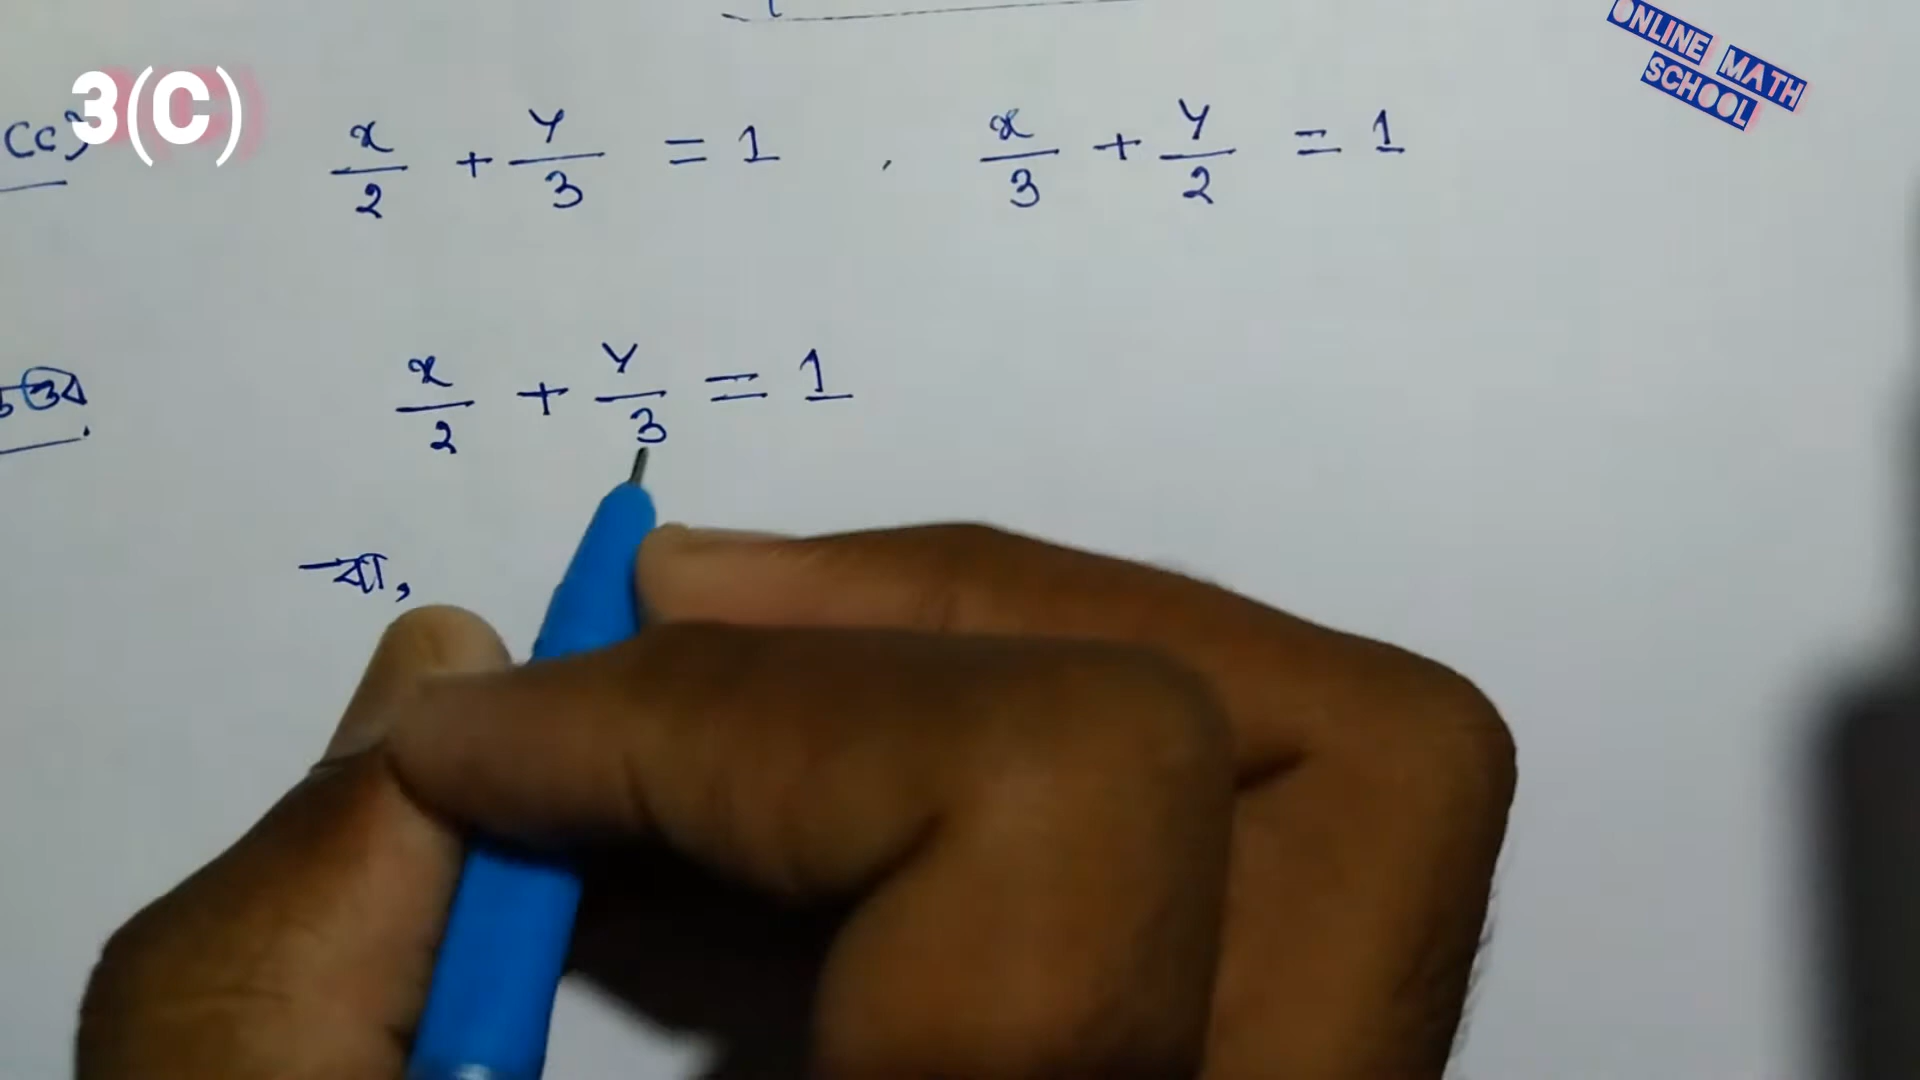 ONLINE MATH
SCHOOL
3(C)
x/2 + y/3 = 1 , x/3 + y/2 = 1
x/2 + y/3 = 1
বা,